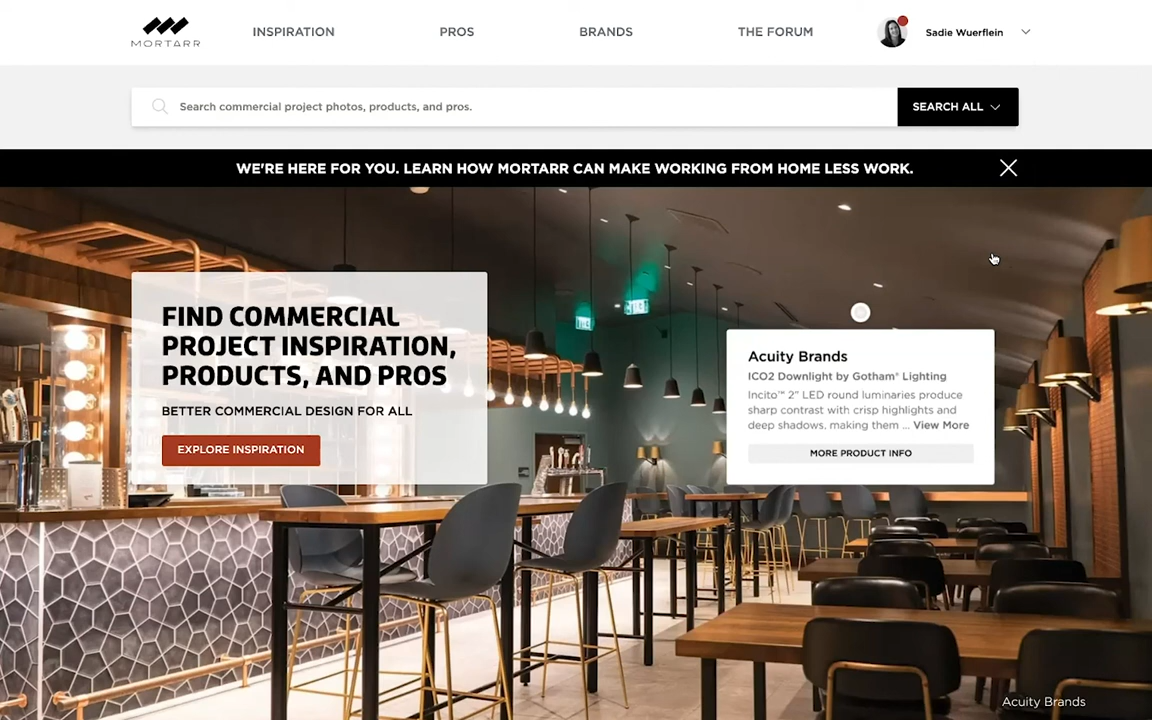 MORTARR
INSPIRATION
PROS
BRANDS
THE FORUM
Sadie Wuerflein
Search commercial project photos, products, and pros.
SEARCH ALL
WE'RE HERE FOR YOU. LEARN HOW MORTARR CAN MAKE WORKING FROM HOME LESS WORK.
FIND COMMERCIAL
PROJECT INSPIRATION,
PRODUCTS, AND PROS
BETTER COMMERCIAL DESIGN FOR ALL
EXPLORE INSPIRATION
Acuity Brands
ICO2 Downlight by Gotham® Lighting
Incito™ 2” LED round luminaries produce
sharp contrast with crisp highlights and
deep shadows, making them ... View More
MORE PRODUCT INFO
Acuity Brands